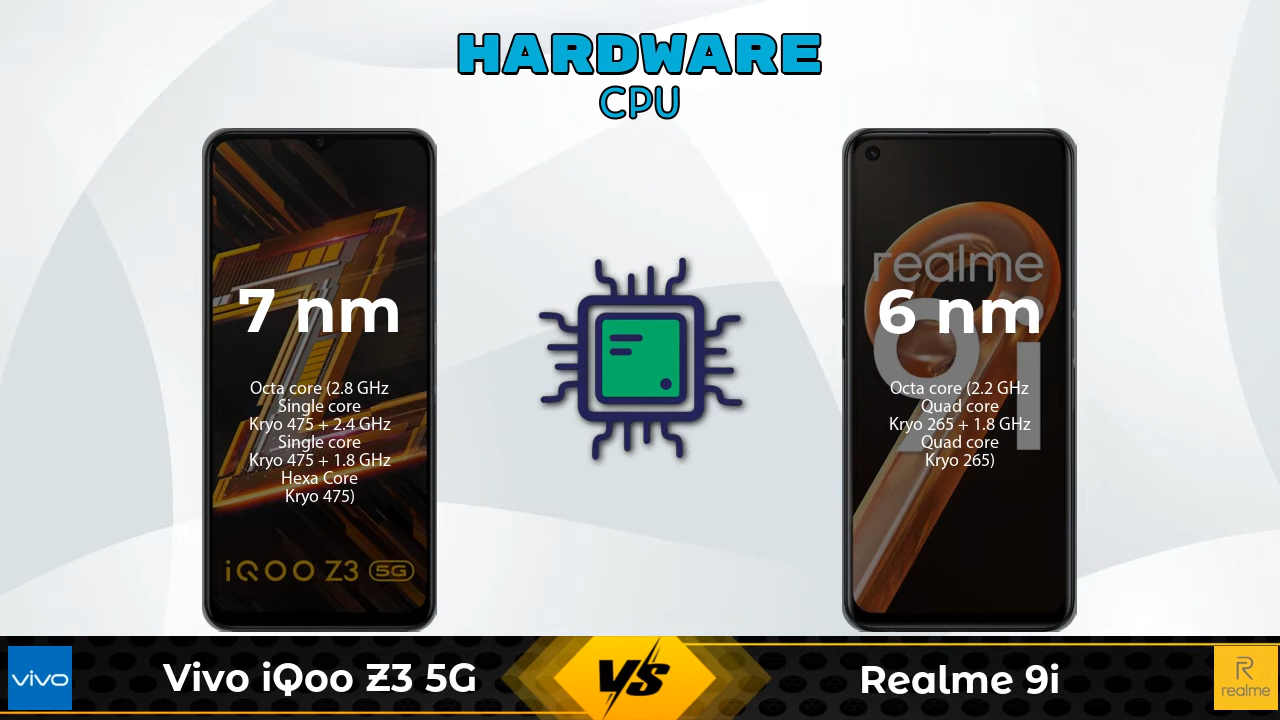 HARDWARE
CPU
7 nm
Octa core (2.8 GHz
Single core
Kryo 475 + 2.4 GHz
Single core
Kryo 475 + 1.8 GHz
Hexa Core
Kryo 475)
iQOO Z3 5G
realme
9i
6 nm
Octa core (2.2 GHz
Quad core
Kryo 265 + 1.8 GHz
Quad core
Kryo 265)
vivo
Vivo iQoo Z3 5G
VS
Realme 9i
R
realme